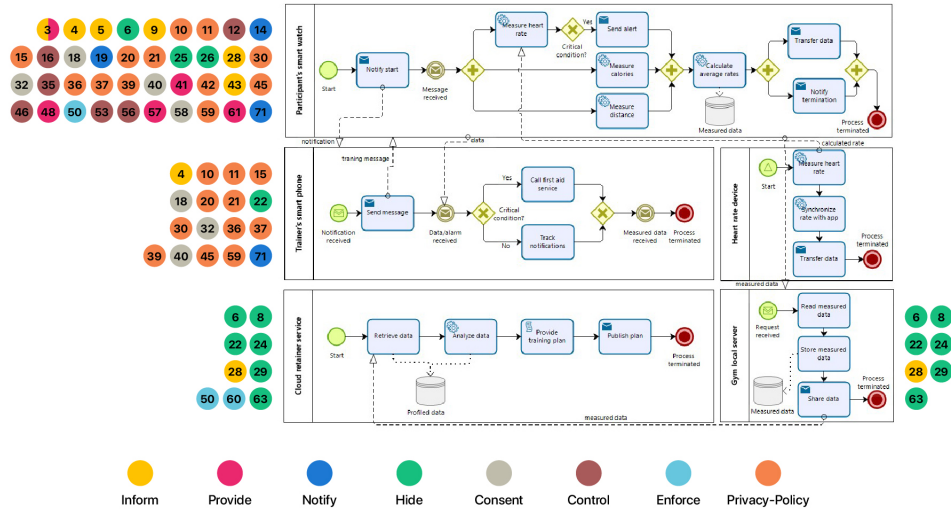 3 4 5 6 9 10 11 12 14
15 16 18 19 20 21 25 26 28 30
32 35 36 37 39 40 41 42 43 45
46 48 50 53 56 57 58 59 61 71
Participant's smart watch
Start
Notify start
Message received
Measure heart rate
Critical condition?
Yes
Send alert
Measure calories
Measure distance
Calculate average rates
Measured data
Transfer data
Notify termination
Process terminated
notification
training message
data
calculated rate
4 10 11 15
18 20 21 22
30 32 36 37
39 40 45 59 71
Trainer's smart phone
Notification received
Send message
Data/alarm received
Yes
Critical condition?
No
Call first aid service
Track notifications
Measured data received
Process terminated
Heart rate device
Start
Measure heart rate
Synchronize rate with app
Transfer data
Process terminated
measured data
6 8
22 24
28 29
50 60 63
Cloud retainer service
Start
Retrieve data
Analyze data
Provide training plan
Publish plan
Process terminated
Profiled data
measured data
Gym local server
Request received
Read measured data
Store measured data
Measured data
Share data
Process terminated
6 8
22 24
28 29
63
Inform Provide Notify Hide Consent Control Enforce Privacy-Policy